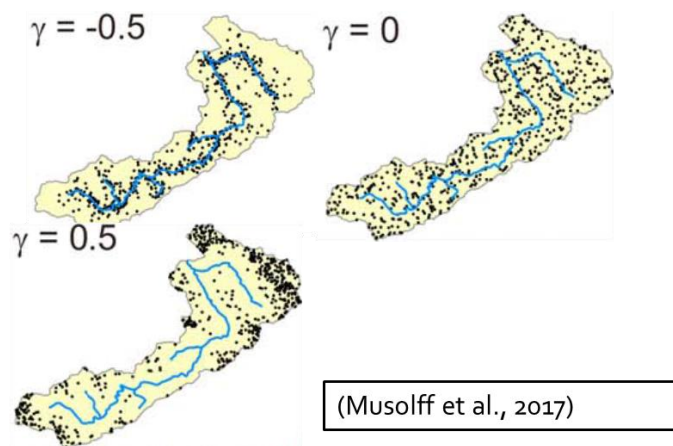 γ = -0.5
γ = 0
γ = 0.5
(Musolff et al., 2017)